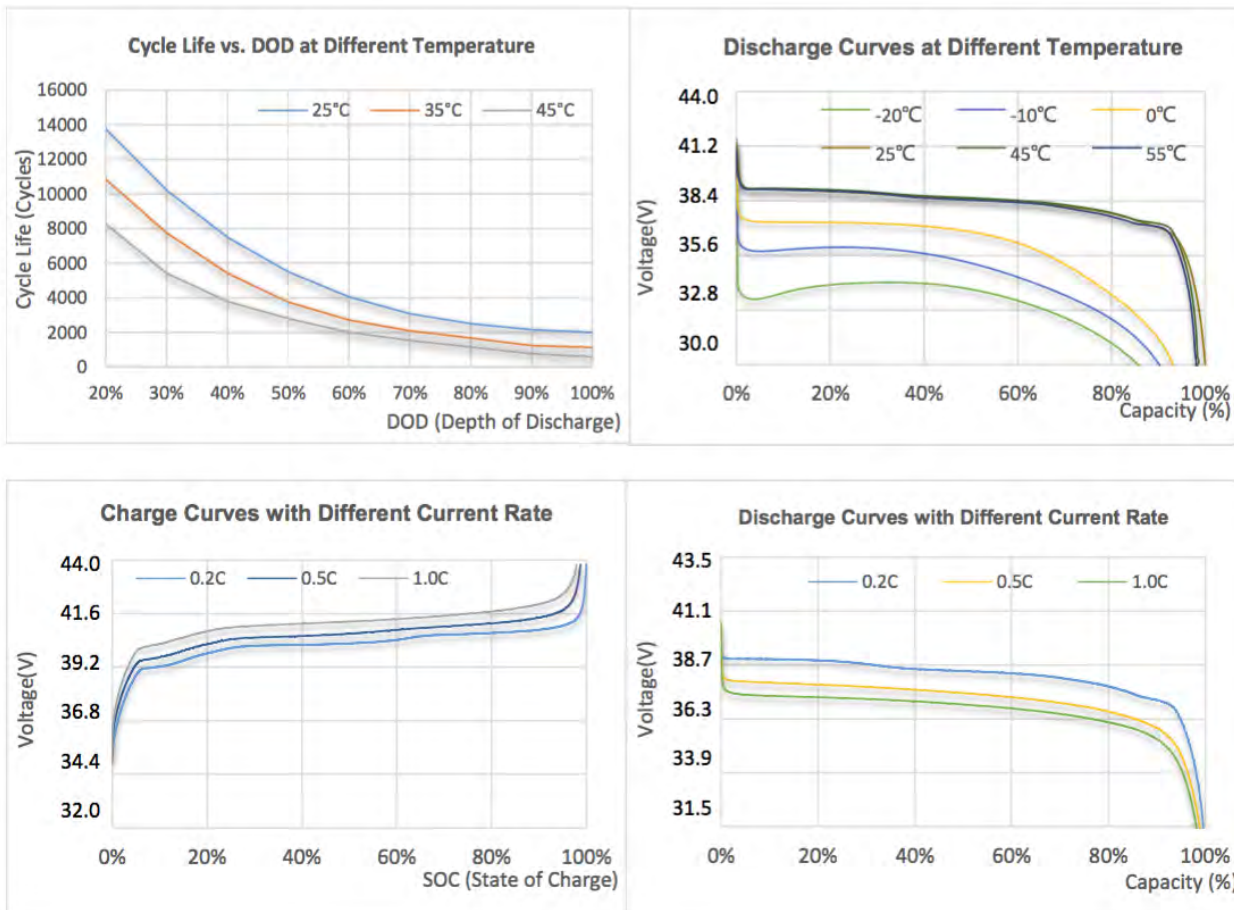 Cycle Life vs. DOD at Different Temperature
16000
14000
12000
10000
8000
6000
4000
2000
0
Cycle Life (Cycles)
25°C 35°C 45°C
20% 30% 40% 50% 60% 70% 80% 90% 100%
DOD (Depth of Discharge)
Discharge Curves at Different Temperature
44.0
41.2
38.4
35.6
32.8
30.0
Voltage(V)
-20℃ -10℃ 0℃
25℃ 45℃ 55℃
0% 20% 40% 60% 80% 100%
Capacity (%)
Charge Curves with Different Current Rate
44.0
41.6
39.2
36.8
34.4
32.0
Voltage(V)
0.2C 0.5C 1.0C
0% 20% 40% 60% 80% 100%
SOC (State of Charge)
Discharge Curves with Different Current Rate
43.5
41.1
38.7
36.3
33.9
31.5
Voltage(V)
0.2C 0.5C 1.0C
0% 20% 40% 60% 80% 100%
Capacity (%)